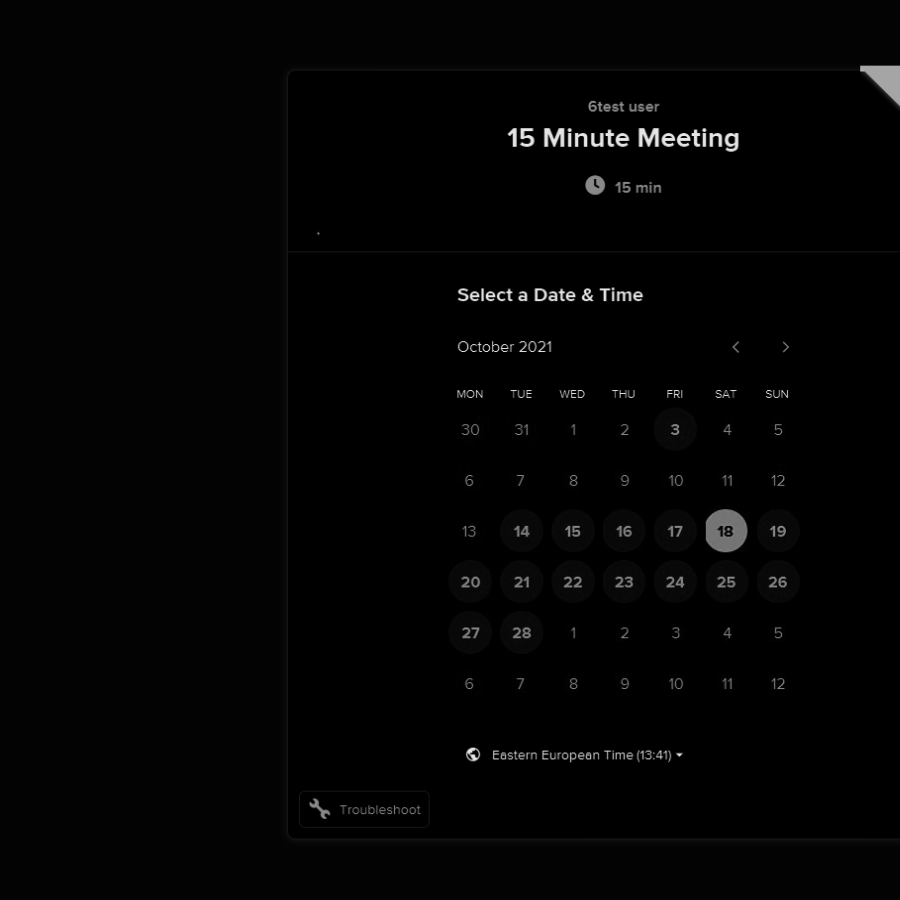 6test user
15 Minute Meeting
15 min
.
Select a Date & Time
October 2021
MON TUE WED THU FRI SAT SUN
30 31 1 2 3 4 5
6 7 8 9 10 11 12
13 14 15 16 17 18 19
20 21 22 23 24 25 26
27 28 1 2 3 4 5
6 7 8 9 10 11 12
Eastern European Time (13:41)
Troubleshoot